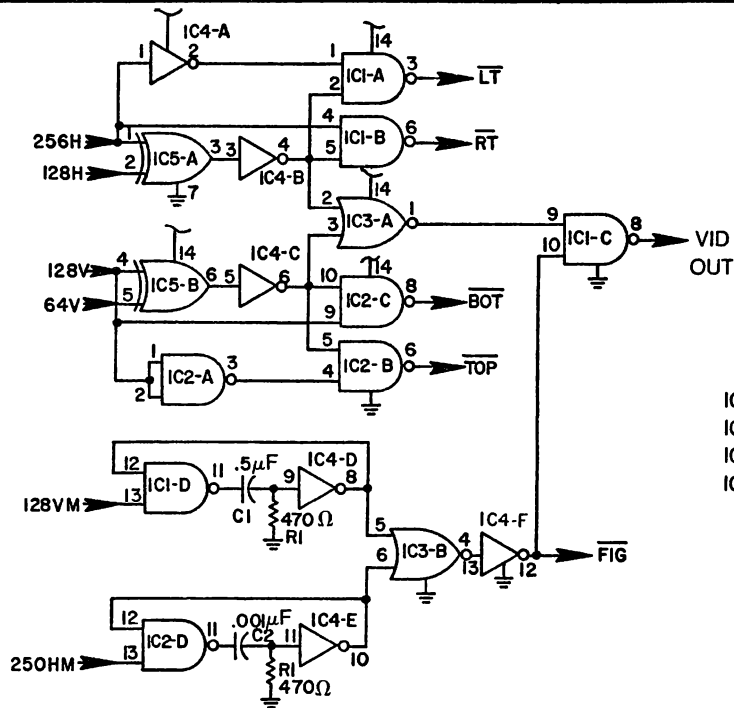 IC4-A
14
1
2
1
IC1-A
3
LT
2
4
IC1-B
6
RT
256H
1
5
IC5-A
3
3
4
128H
2
IC4-B
7
14
2
IC3-A
1
9
8
3
IC1-C
VID
OUT
14
IC4-C
10
128V
4
14
IC5-B
6
5
6
10
IC2-C
8
BOT
64V
5
9
1
5
IC2-A
3
IC2-B
6
TOP
2
4
IC
IC
IC
IC
12
.5µF
IC4-D
IC1-D
11
9
8
128VM
13
C1
470Ω
R1
5
IC3-B
4
IC4-F
6
13
12
FIG
12
.001µF
IC4-E
IC2-D
11
C2
11
10
250HM
13
R1
470Ω